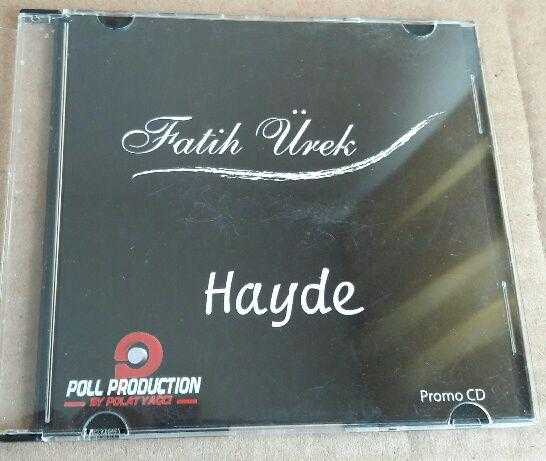 Fatih Ürek
Hayde
POLL PRODUCTION
BY POLAT YAĞCI
Promo CD